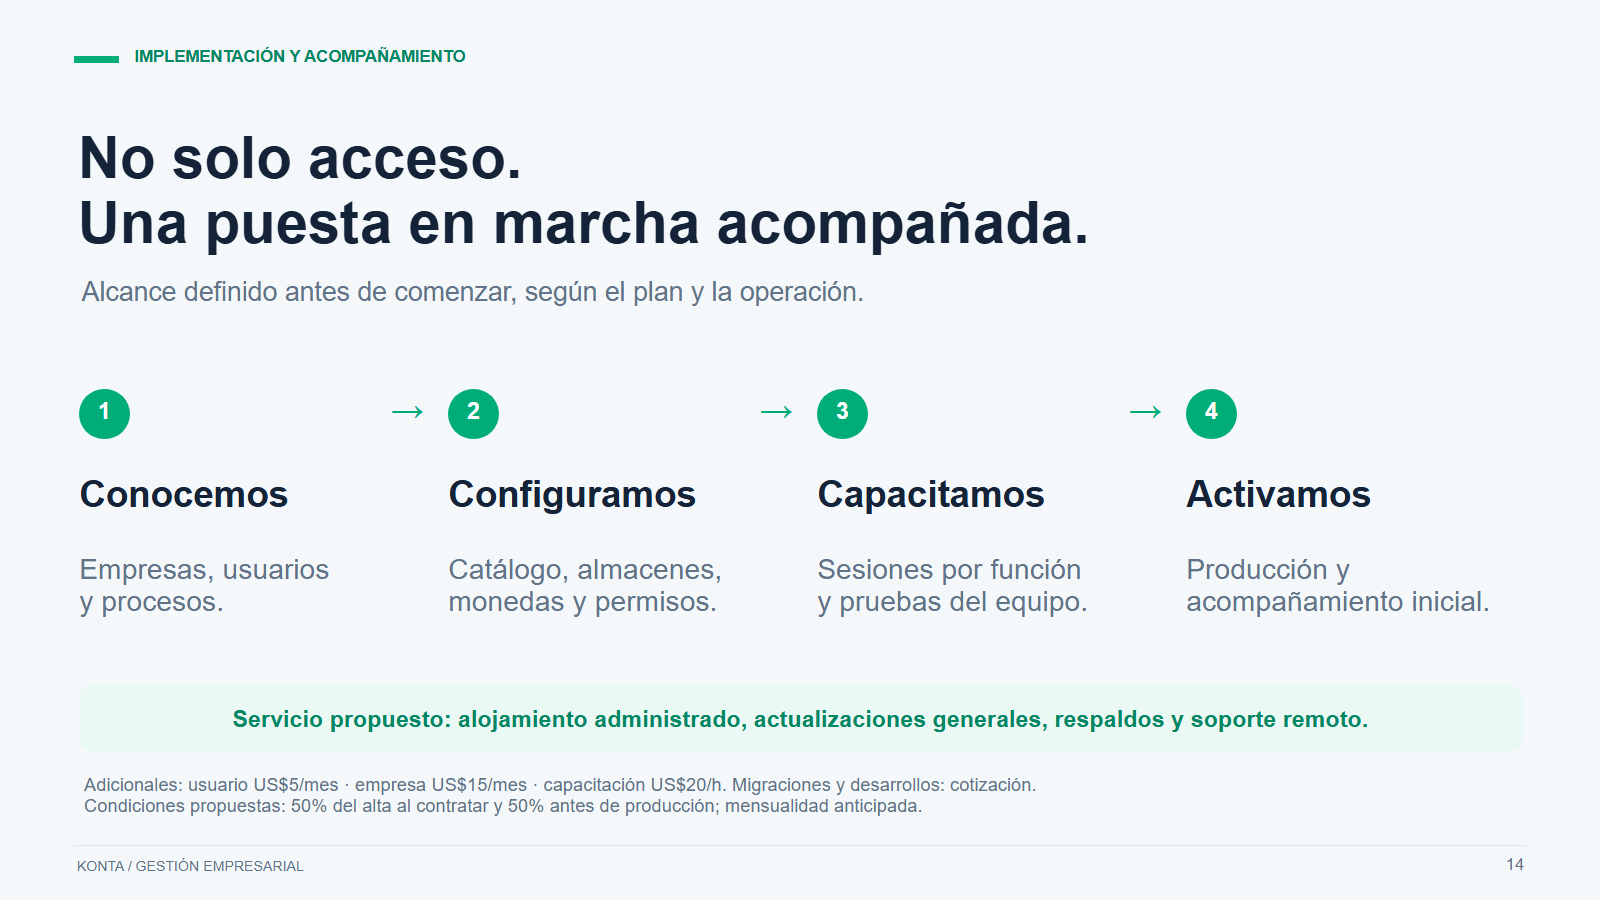 IMPLEMENTACIÓN Y ACOMPAÑAMIENTO
No solo acceso.
Una puesta en marcha acompañada.
Alcance definido antes de comenzar, según el plan y la operación.
1 → 2 → 3 → 4
Conocemos
Empresas, usuarios
y procesos.
Configuramos
Catálogo, almacenes,
monedas y permisos.
Capacitamos
Sesiones por función
y pruebas del equipo.
Activamos
Producción y
acompañamiento inicial.
Servicio propuesto: alojamiento administrado, actualizaciones generales, respaldos y soporte remoto.
Adicionales: usuario US$5/mes · empresa US$15/mes · capacitación US$20/h. Migraciones y desarrollos: cotización.
Condiciones propuestas: 50% del alta al contratar y 50% antes de producción; mensualidad anticipada.
KONTA / GESTIÓN EMPRESARIAL
14